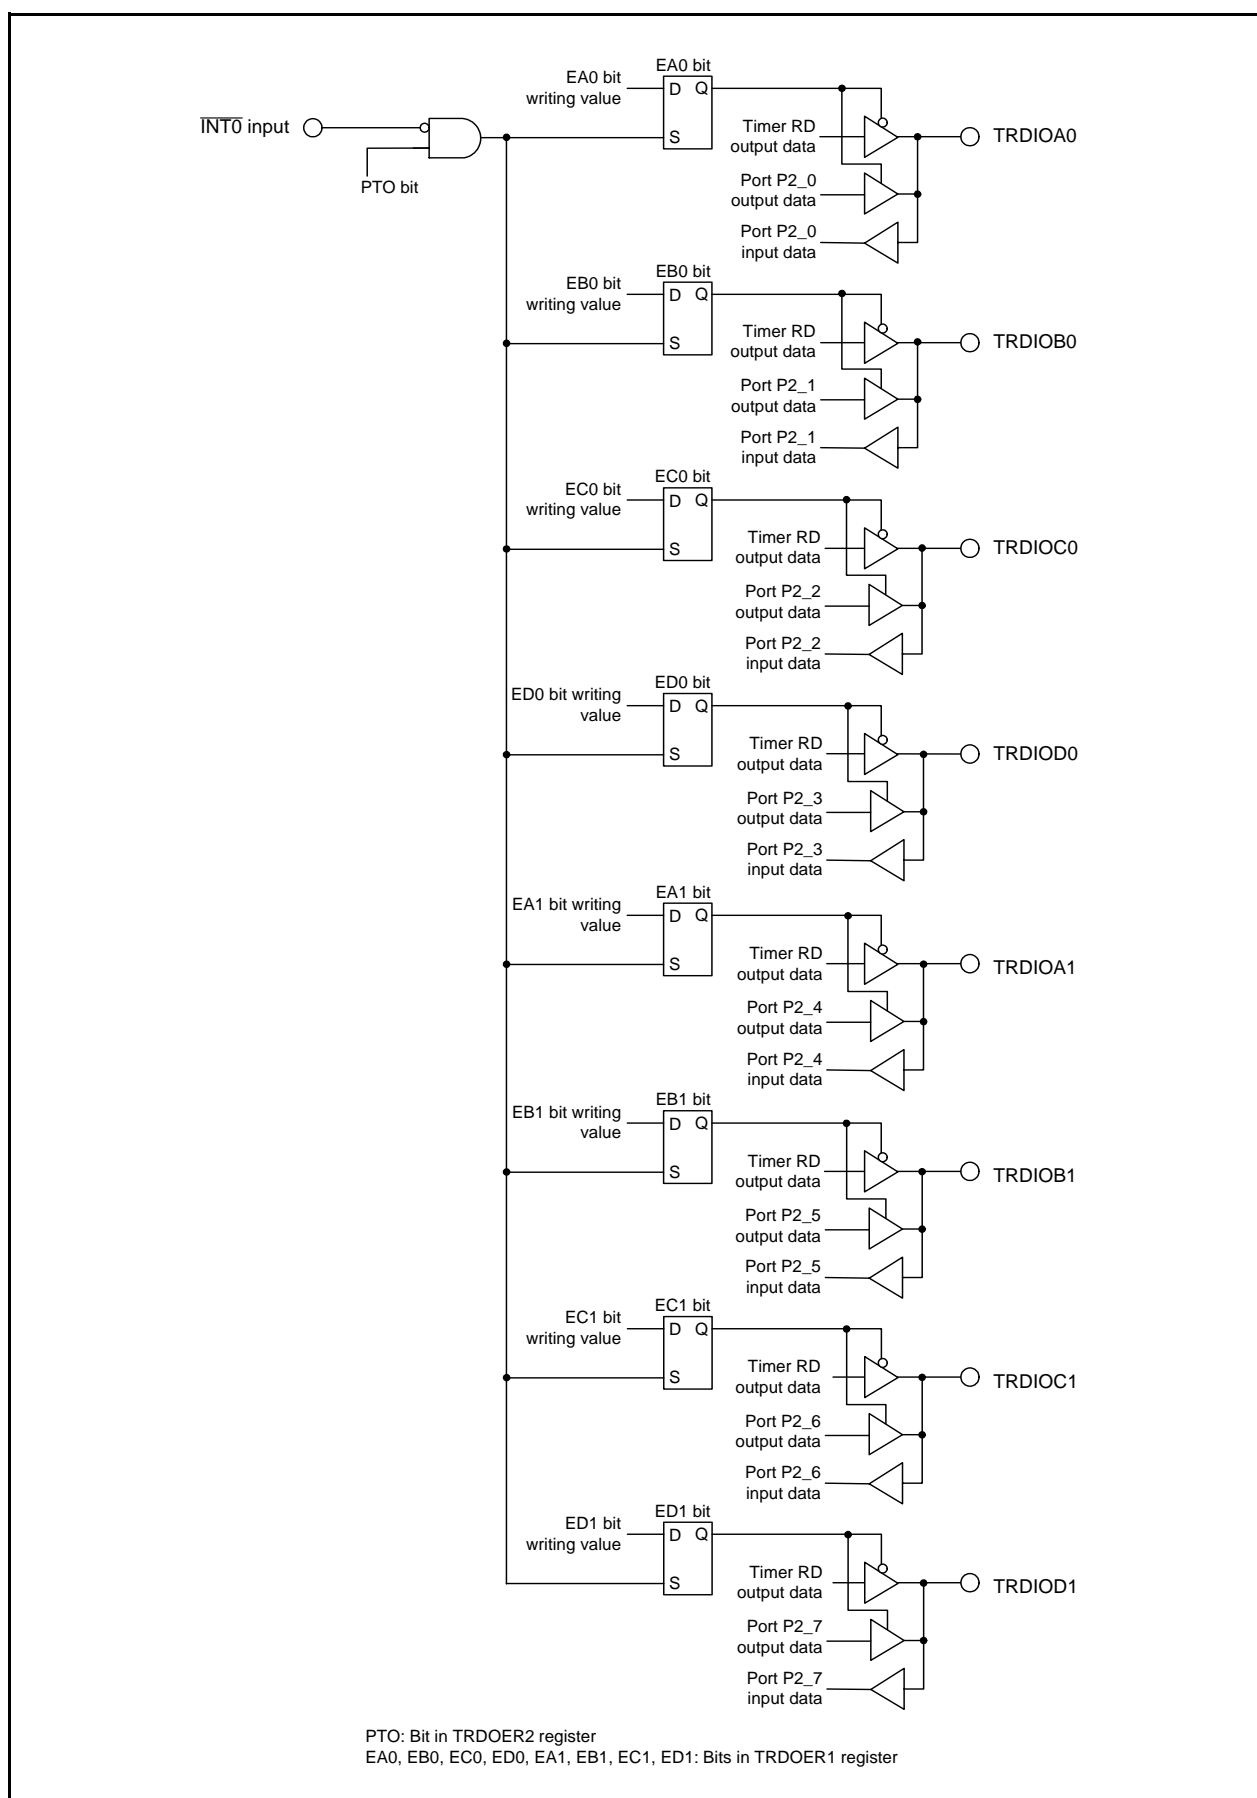 EA0 bit
EA0 bit
writing value
D Q
S
INT0 input
PTO bit
Timer RD
output data
TRDIOA0
Port P2_0
output data
Port P2_0
input data
EB0 bit
EB0 bit
writing value
D Q
S
Timer RD
output data
TRDIOB0
Port P2_1
output data
Port P2_1
input data
EC0 bit
EC0 bit
writing value
D Q
S
Timer RD
output data
TRDIOC0
Port P2_2
output data
Port P2_2
input data
ED0 bit
ED0 bit writing
value
D Q
S
Timer RD
output data
TRDIOD0
Port P2_3
output data
Port P2_3
input data
EA1 bit
EA1 bit writing
value
D Q
S
Timer RD
output data
TRDIOA1
Port P2_4
output data
Port P2_4
input data
EB1 bit
EB1 bit writing
value
D Q
S
Timer RD
output data
TRDIOB1
Port P2_5
output data
Port P2_5
input data
EC1 bit
EC1 bit
writing value
D Q
S
Timer RD
output data
TRDIOC1
Port P2_6
output data
Port P2_6
input data
ED1 bit
ED1 bit
writing value
D Q
S
Timer RD
output data
TRDIOD1
Port P2_7
output data
Port P2_7
input data
PTO: Bit in TRDOER2 register
EA0, EB0, EC0, ED0, EA1, EB1, EC1, ED1: Bits in TRDOER1 register